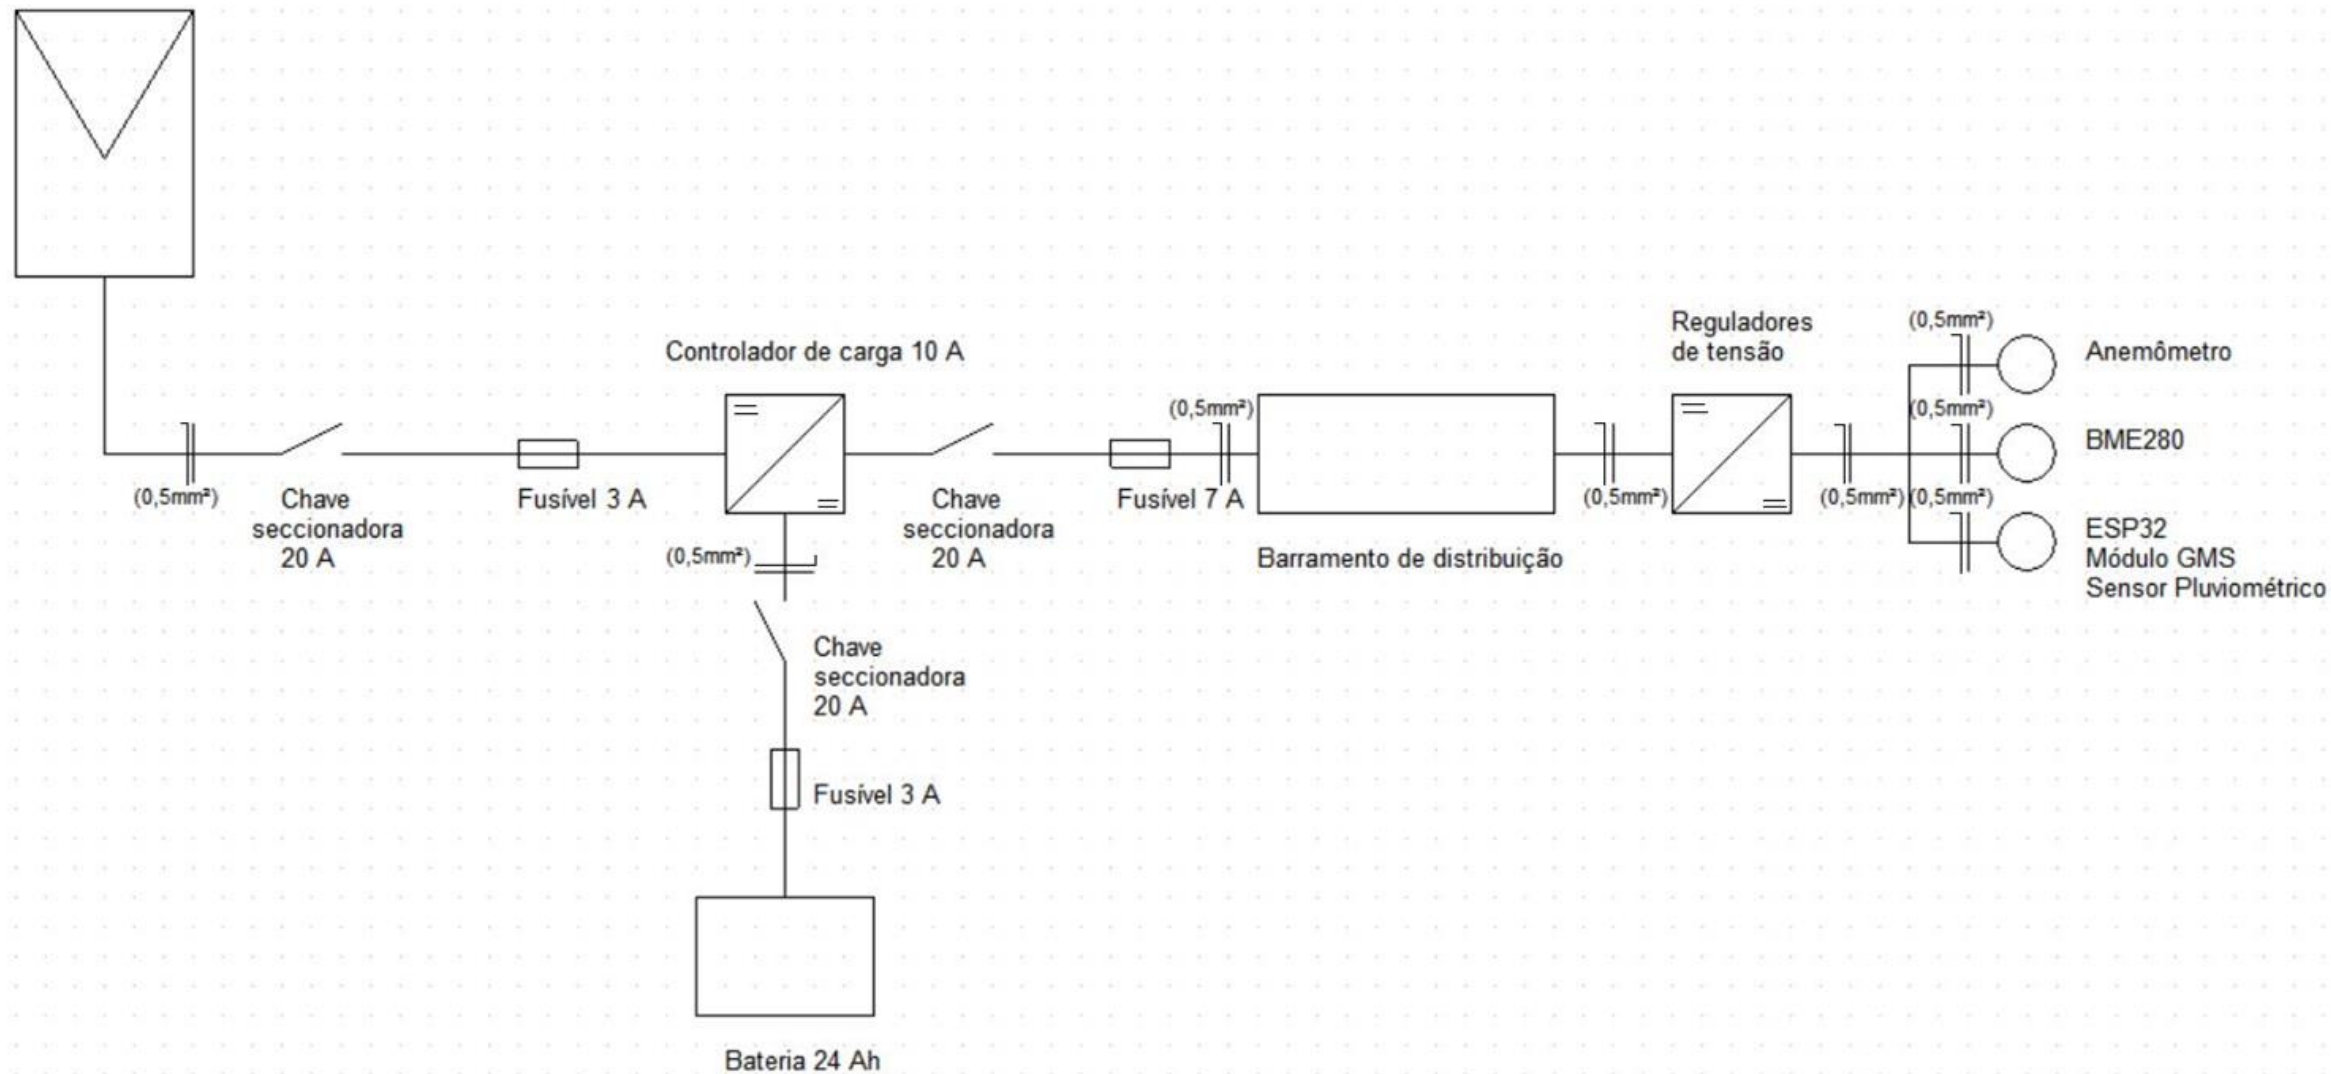 Controlador de carga 10 A
Reguladores
de tensão
(0,5mm²)
Anemômetro
(0,5mm²)
(0,5mm²)
BME280
(0,5mm²)
Chave
seccionadora
20 A
Fusível 3 A
Chave
seccionadora
20 A
Fusível 7 A
(0,5mm²)
(0,5mm²)
(0,5mm²)
ESP32
Módulo GMS
Sensor Pluviométrico
(0,5mm²)
Barramento de distribuição
Chave
seccionadora
20 A
Fusível 3 A
Bateria 24 Ah